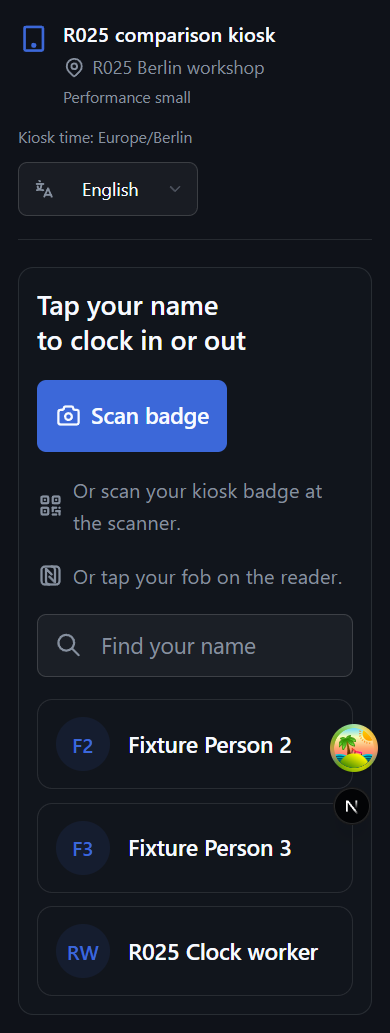 R025 comparison kiosk
R025 Berlin workshop
Performance small
Kiosk time: Europe/Berlin
English
Tap your name
to clock in or out
Scan badge
Or scan your kiosk badge at
the scanner.
Or tap your fob on the reader.
Find your name
F2
Fixture Person 2
N
F3
Fixture Person 3
RW
R025 Clock worker